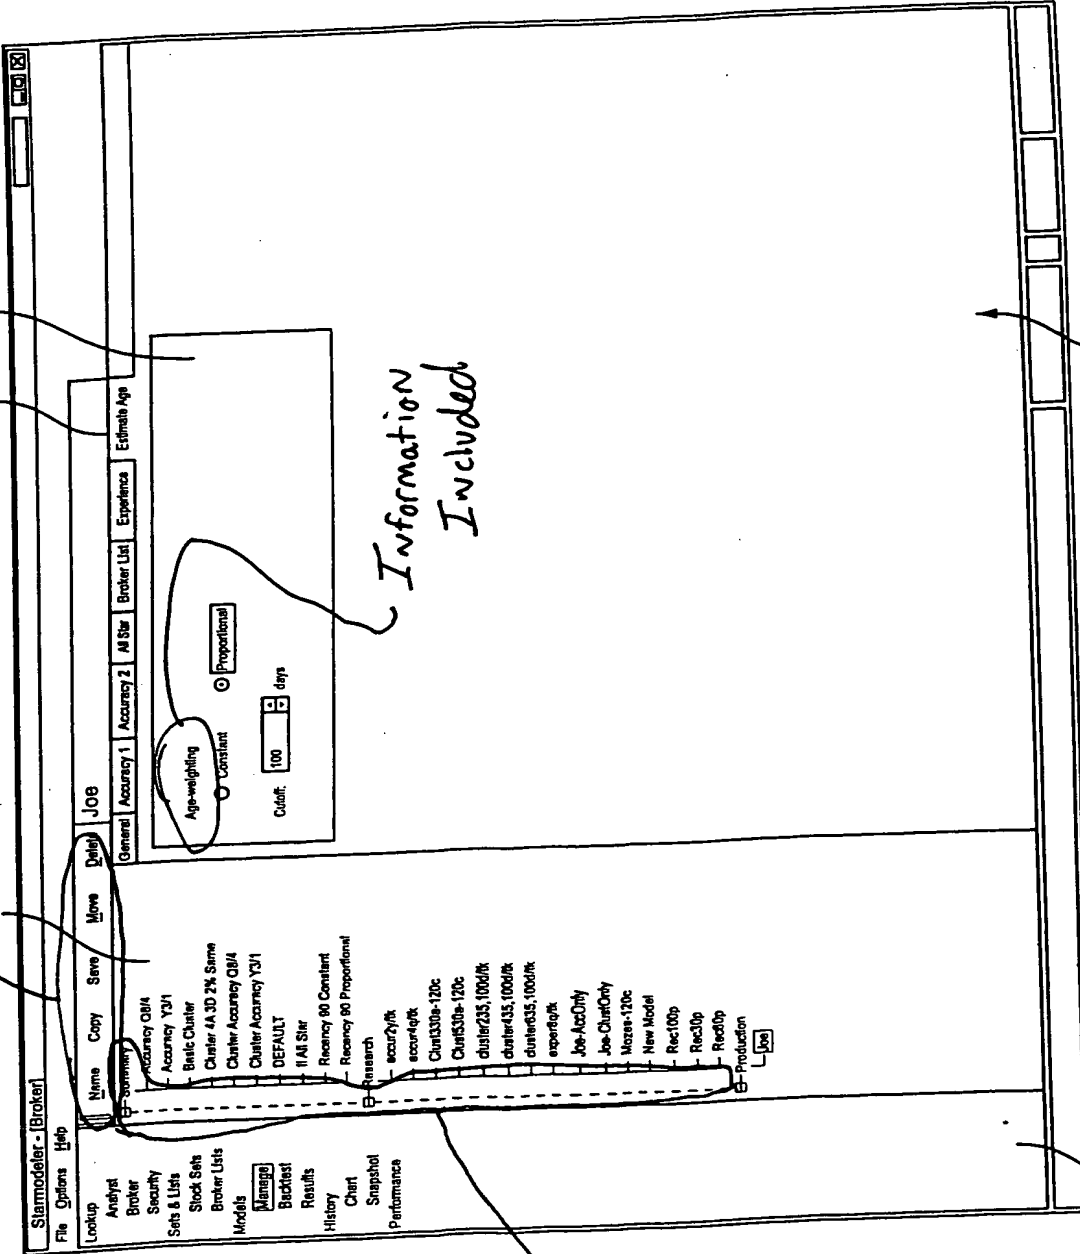 Starmodeler - [Broker]
File Options Help
Lookup
Analyst
Broker
Security
Sets & Lists
Stock Sets
Broker Lists
Models
Manage
Backtest
Results
History
Chart
Snapshot
Performance
Name Copy Save Move Delete Joe
Summary
Accuracy Q8/4
Accuracy Y3/1
Basic Cluster
Cluster 4A 3D 2% Same
Cluster Accuracy Q8/4
Cluster Accuracy Y3/1
DEFAULT
II All Star
Recency 90 Constant
Recency 90 Proportional
Research
accur2y/tk
accur4q/tk
Clust330a-120c
Clust530a-120c
cluster235,100d/tk
cluster435,100d/tk
cluster635,100d/tk
exper8q/tk
Joe-AccOnly
Joe-ClustOnly
Mozes-120c
New Model
Rec100p
Rec30p
Rec60p
Production
Joe
General Accuracy 1 Accuracy 2 All Star Broker List Experience Estimate Age
Age-weighting
Constant Proportional
Cutoff: 100 days
Information
Included